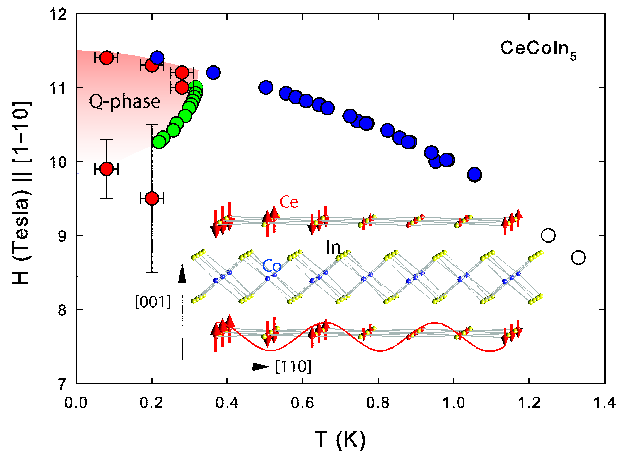 12
CeCoIn5
11
Q-phase
10
H (Tesla) || [1−10]
Ce
9
In
Co
[001]
8
[110]
7
0.0 0.2 0.4 0.6 0.8 1.0 1.2 1.4
T (K)